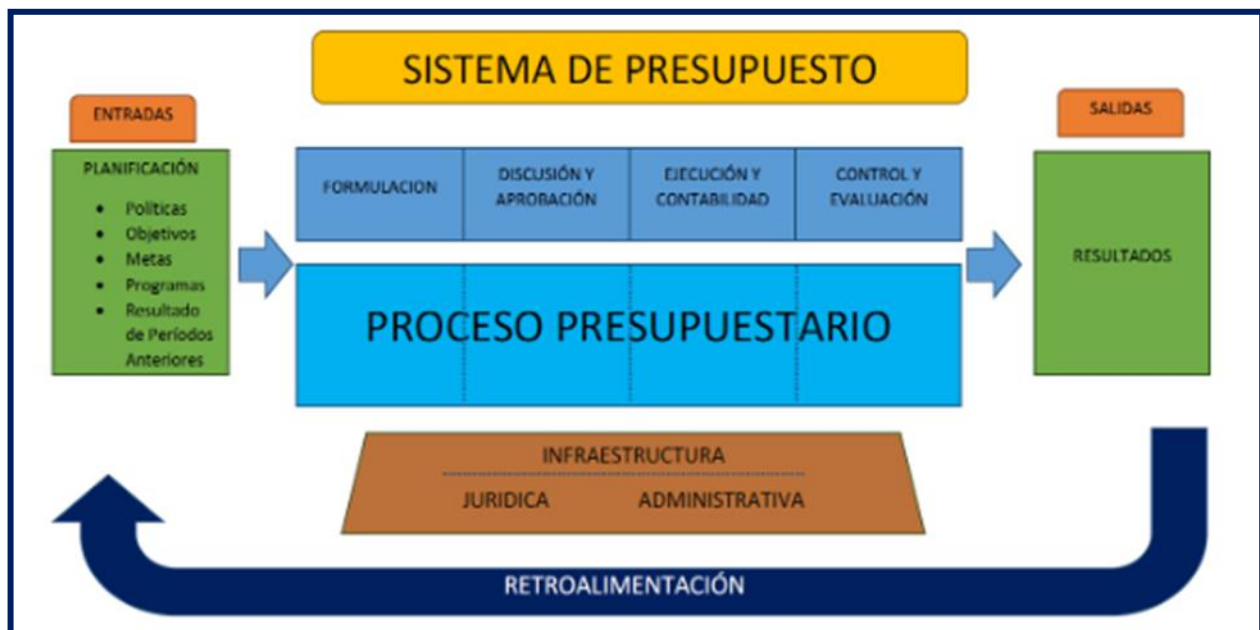 SISTEMA DE PRESUPUESTO
ENTRADAS
PLANIFICACIÓN
• Políticas
• Objetivos
• Metas
• Programas
• Resultado
de Períodos
Anteriores
FORMULACION
DISCUSIÓN Y
APROBACIÓN
EJECUCIÓN Y
CONTABILIDAD
CONTROL Y
EVALUACIÓN
PROCESO PRESUPUESTARIO
INFRAESTRUCTURA
JURIDICA ADMINISTRATIVA
SALIDAS
RESULTADOS
RETROALIMENTACIÓN